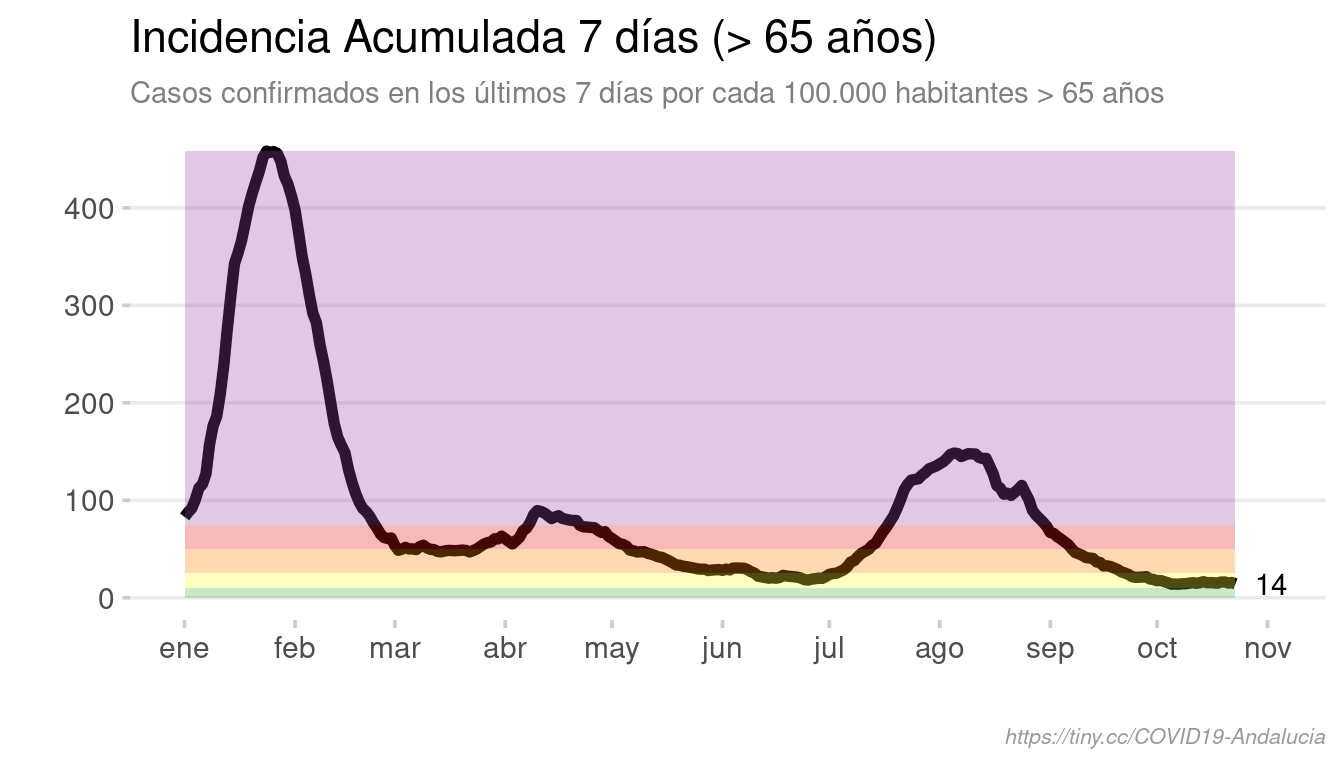 Incidencia Acumulada 7 días (> 65 años)
Casos confirmados en los últimos 7 días por cada 100.000 habitantes > 65 años
400
300
200
100
0
14
ene feb mar abr may jun jul ago sep oct nov
https://tiny.cc/COVID19-Andalucia